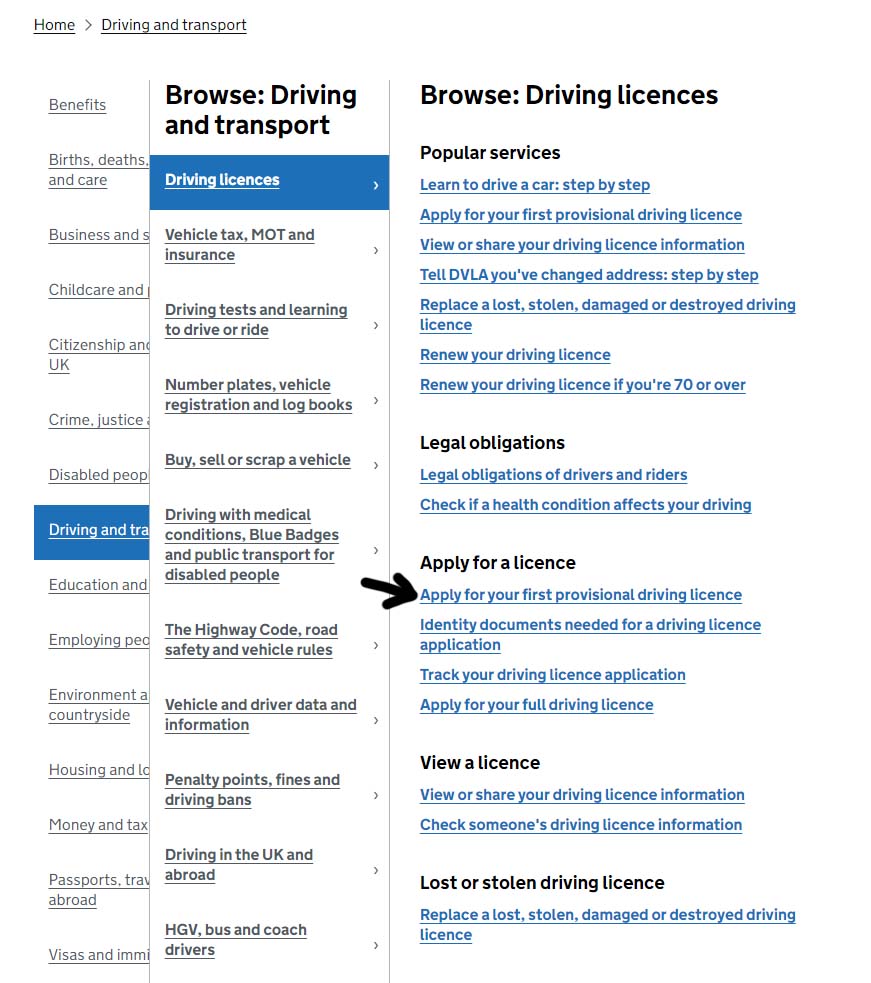 Home > Driving and transport
Benefits
Births, deaths,
and care
Business and s
Childcare and
Citizenship and
UK
Crime, justice
Disabled peop
Driving and tra
Education and
Employing peo
Environment a
countryside
Housing and lo
Money and tax
Passports, trav
abroad
Visas and immi
Browse: Driving
and transport
Driving licences
Vehicle tax, MOT and
insurance
Driving tests and learning
to drive or ride
Number plates, vehicle
registration and log books
Buy, sell or scrap a vehicle
Driving with medical
conditions, Blue Badges
and public transport for
disabled people
The Highway Code, road
safety and vehicle rules
Vehicle and driver data and
information
Penalty points, fines and
driving bans
Driving in the UK and
abroad
HGV, bus and coach
drivers
Browse: Driving licences
Popular services
Learn to drive a car: step by step
Apply for your first provisional driving licence
View or share your driving licence information
Tell DVLA you've changed address: step by step
Replace a lost, stolen, damaged or destroyed driving
licence
Renew your driving licence
Renew your driving licence if you're 70 or over
Legal obligations
Legal obligations of drivers and riders
Check if a health condition affects your driving
Apply for a licence
Apply for your first provisional driving licence
Identity documents needed for a driving licence
application
Track your driving licence application
Apply for your full driving licence
View a licence
View or share your driving licence information
Check someone's driving licence information
Lost or stolen driving licence
Replace a lost, stolen, damaged or destroyed driving
licence